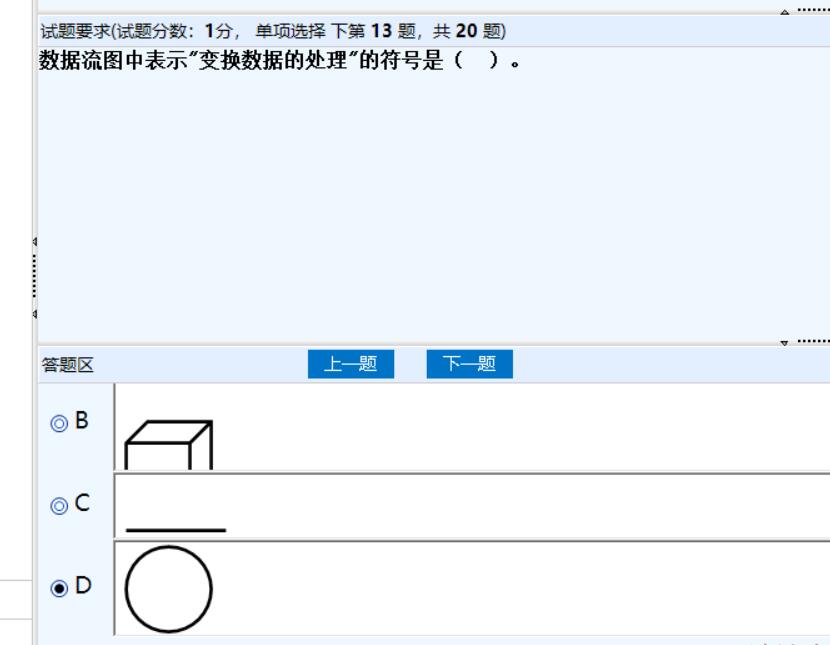 试题要求(试题分数：1分， 单项选择 下第 13 题，共 20 题)
数据流图中表示"变换数据的处理"的符号是（　）。
答题区 上一题 下一题
B
C
D